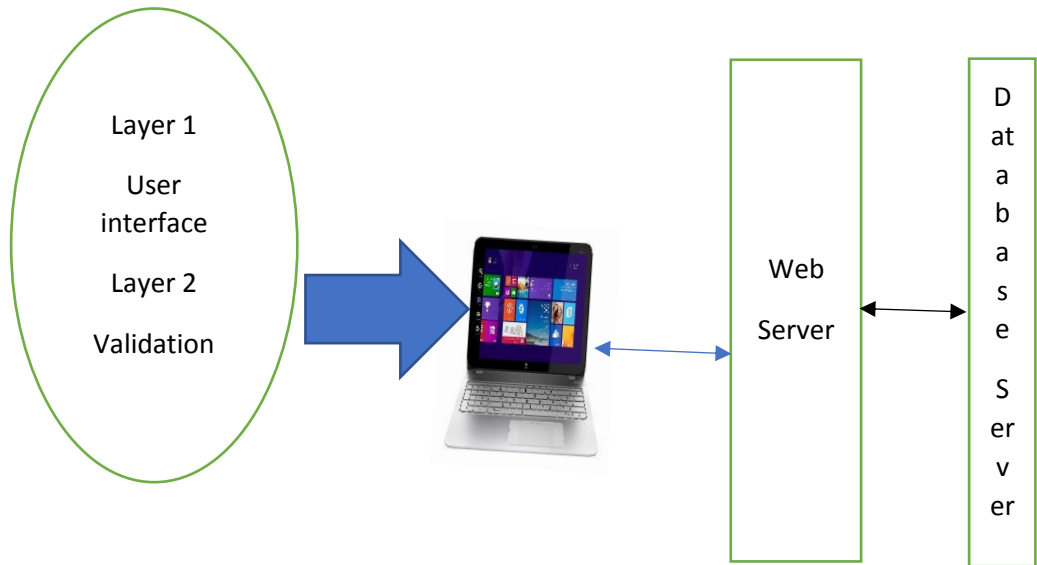 Layer 1
User
interface
Layer 2
Validation
Web
Server
D
at
a
b
a
s
e
S
er
v
er